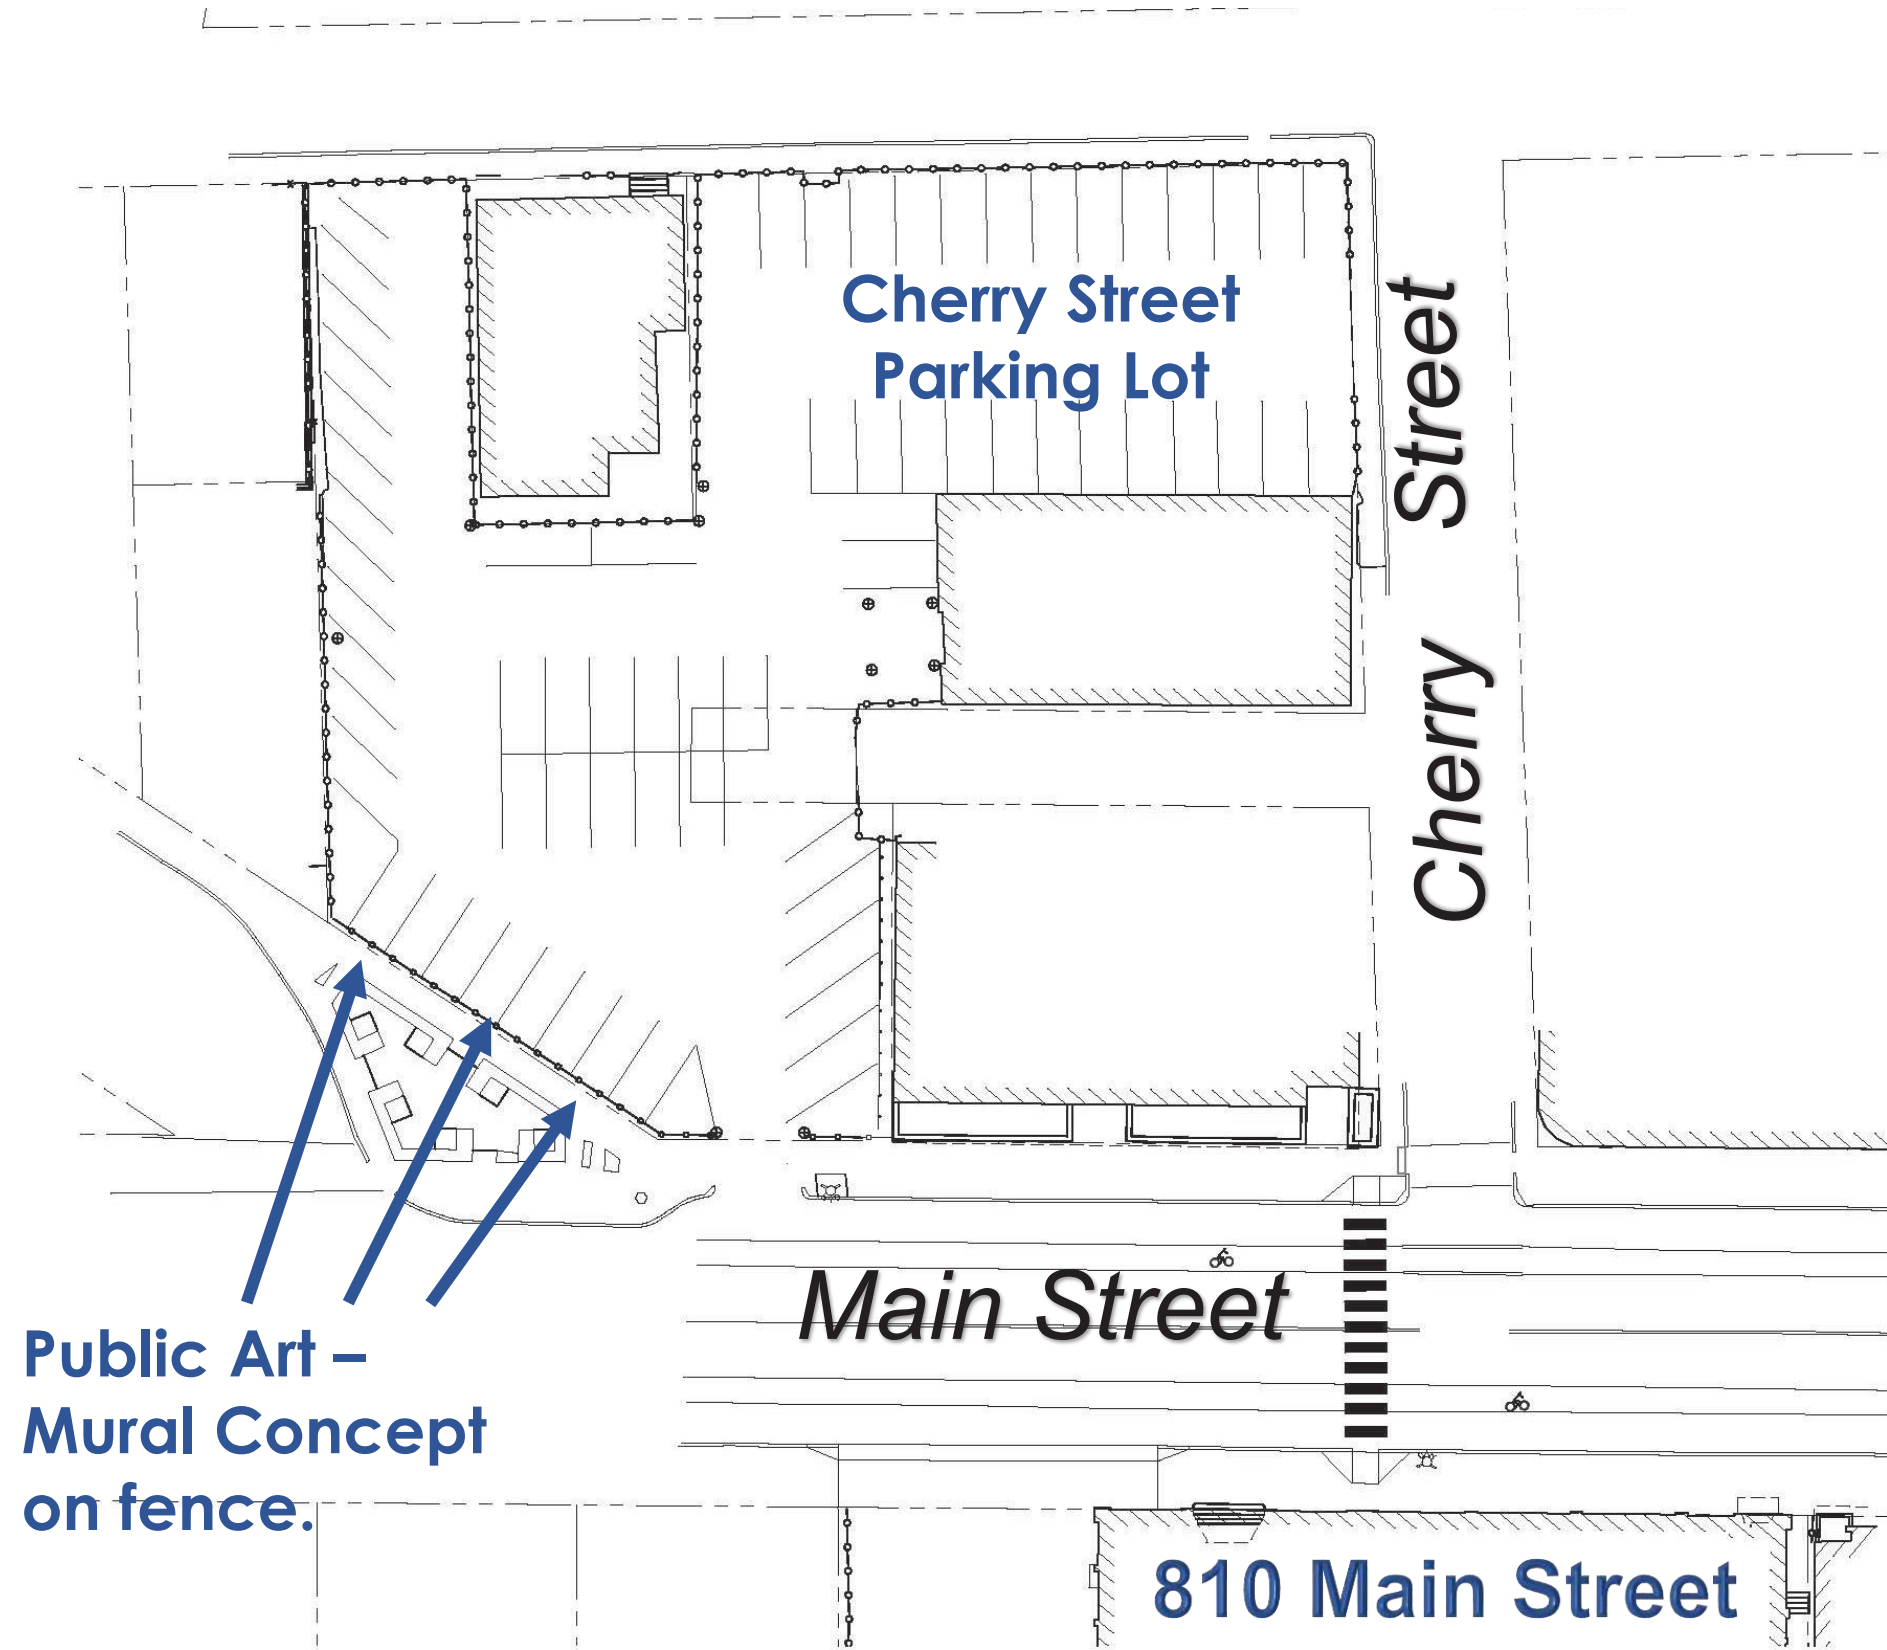 Cherry Street
Parking Lot
Cherry Street
Main Street
Public Art –
Mural Concept
on fence.
810 Main Street